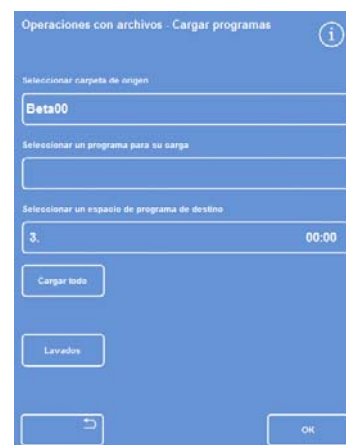 Operaciones con archivos - Cargar programas
i
Seleccionar carpeta de origen
Beta00
Seleccionar un programa para su carga
Seleccionar un espacio de programa de destino
3. 00:00
Cargar todo
Lavados
OK